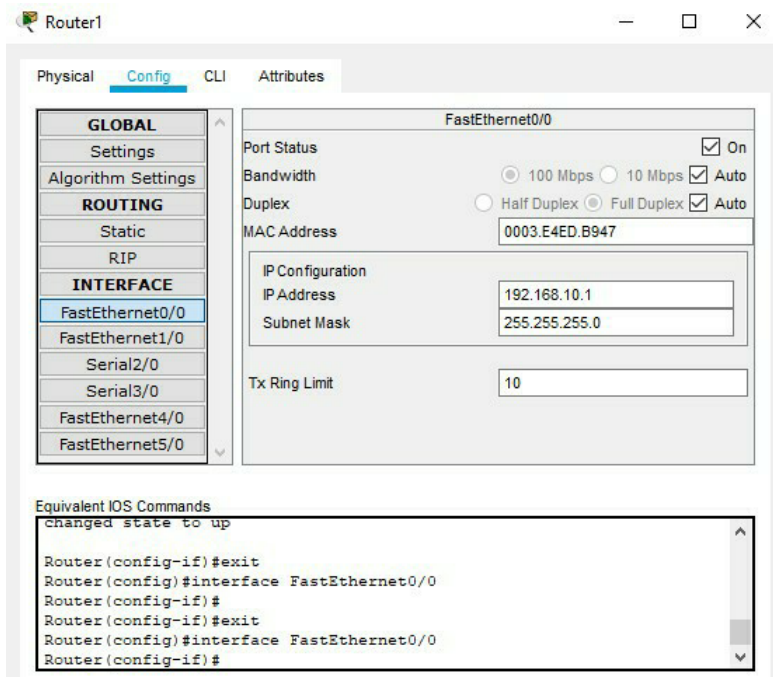 Router1
Physical Config CLI Attributes
GLOBAL
Settings
Algorithm Settings
ROUTING
Static
RIP
INTERFACE
FastEthernet0/0
FastEthernet1/0
Serial2/0
Serial3/0
FastEthernet4/0
FastEthernet5/0
FastEthernet0/0
Port Status On
Bandwidth 100 Mbps 10 Mbps Auto
Duplex Half Duplex Full Duplex Auto
MAC Address 0003.E4ED.B947
IP Configuration
IP Address 192.168.10.1
Subnet Mask 255.255.255.0
Tx Ring Limit 10
Equivalent IOS Commands
changed state to up
Router(config-if)#exit
Router(config)#interface FastEthernet0/0
Router(config-if)#
Router(config-if)#exit
Router(config)#interface FastEthernet0/0
Router(config-if)#